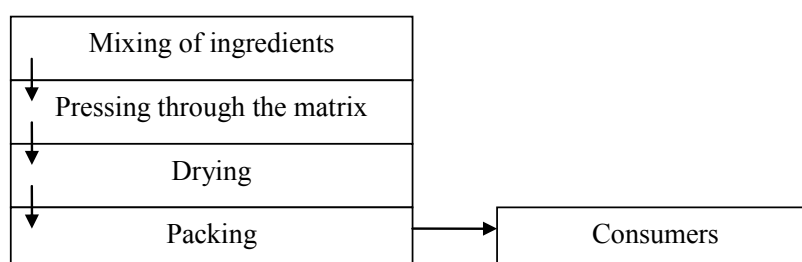 Mixing of ingredients
Pressing through the matrix
Drying
Packing
Consumers